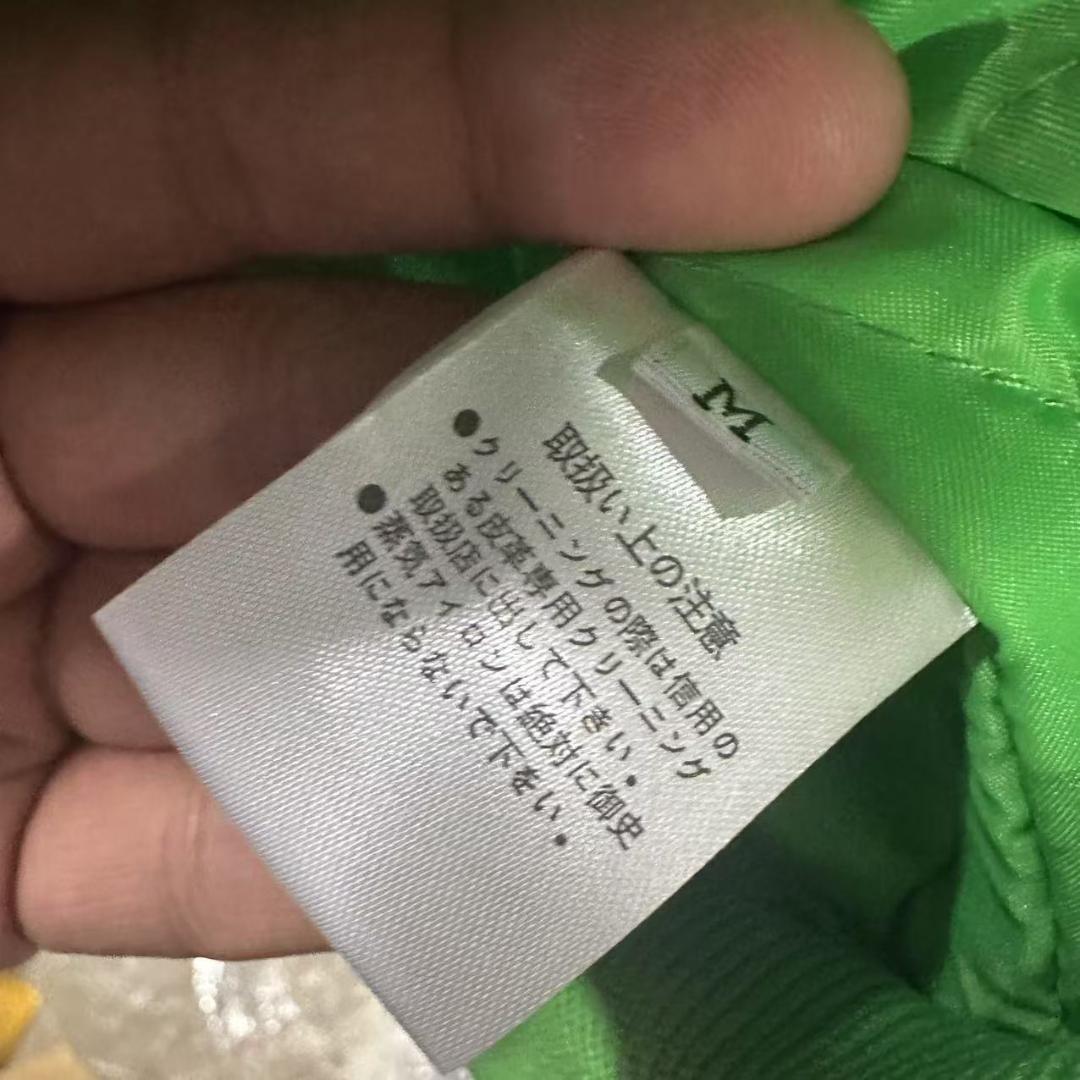 M
取扱い上の注意
●クリーニングの際は信用の
ある皮革専用クリーニング
取扱店に出して下きい・
●蒸気アイロンは絶対に御史
用にならないで下をい・